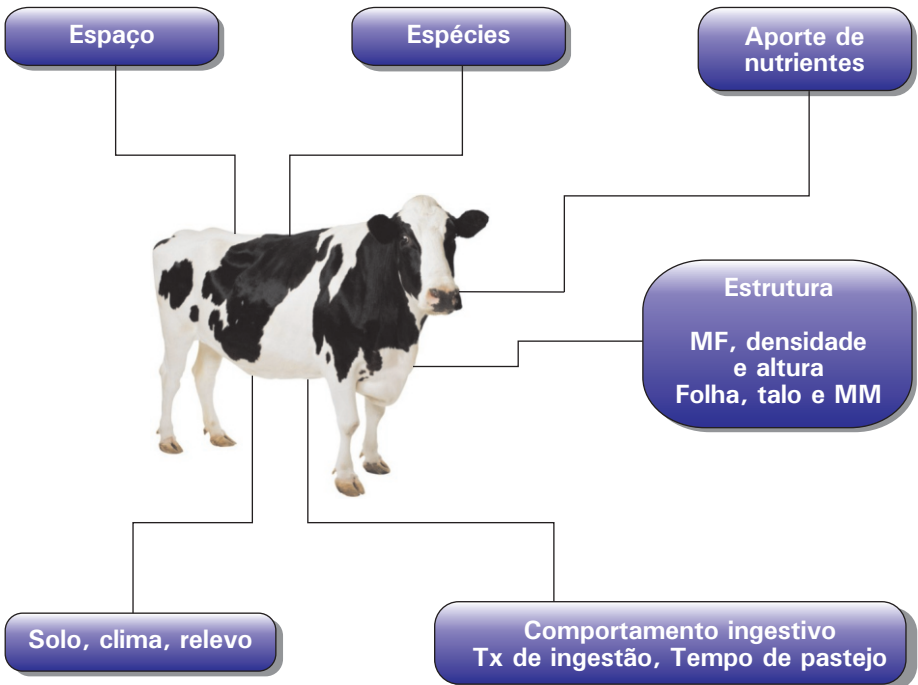 Espaço
Espécies
Aporte de
nutrientes
Estrutura
MF, densidade
e altura
Folha, talo e MM
Solo, clima, relevo
Comportamento ingestivo
Tx de ingestão, Tempo de pastejo